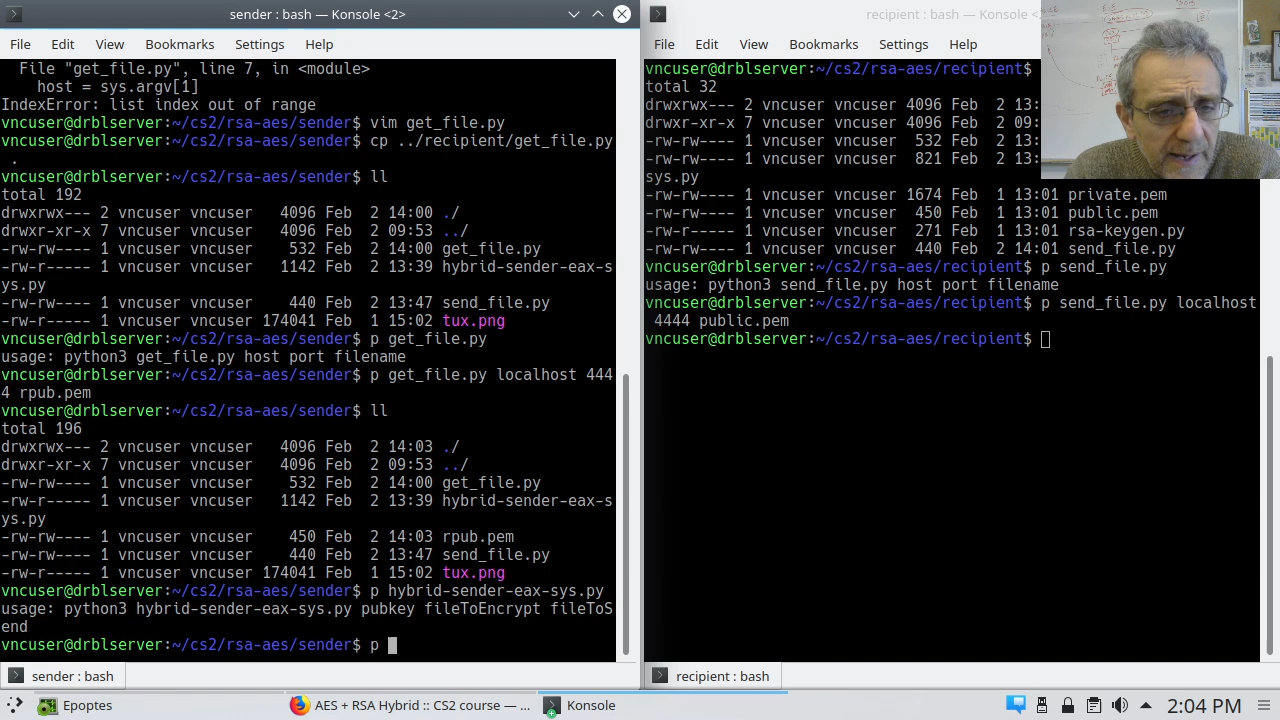 sender : bash — Konsole <2>
File Edit View Bookmarks Settings Help
File "get_file.py", line 7, in <module>
host = sys.argv[1]
IndexError: list index out of range
vncuser@drblserver:~/cs2/rsa-aes/sender$ vim get_file.py
vncuser@drblserver:~/cs2/rsa-aes/sender$ cp ../recipient/get_file.py
.
vncuser@drblserver:~/cs2/rsa-aes/sender$ ll
total 192
drwxrwx--- 2 vncuser vncuser 4096 Feb 2 14:00 ./
drwxr-xr-x 7 vncuser vncuser 4096 Feb 2 09:53 ../
-rw-rw---- 1 vncuser vncuser 532 Feb 2 14:00 get_file.py
-rw-r----- 1 vncuser vncuser 1142 Feb 2 13:39 hybrid-sender-eax-s
ys.py
-rw-rw---- 1 vncuser vncuser 440 Feb 2 13:47 send_file.py
-rw-r----- 1 vncuser vncuser 174041 Feb 1 15:02 tux.png
vncuser@drblserver:~/cs2/rsa-aes/sender$ p get_file.py
usage: python3 get_file.py host port filename
vncuser@drblserver:~/cs2/rsa-aes/sender$ p get_file.py localhost 444
4 rpub.pem
vncuser@drblserver:~/cs2/rsa-aes/sender$ ll
total 196
drwxrwx--- 2 vncuser vncuser 4096 Feb 2 14:03 ./
drwxr-xr-x 7 vncuser vncuser 4096 Feb 2 09:53 ../
-rw-rw---- 1 vncuser vncuser 532 Feb 2 14:00 get_file.py
-rw-r----- 1 vncuser vncuser 1142 Feb 2 13:39 hybrid-sender-eax-s
ys.py
-rw-rw---- 1 vncuser vncuser 450 Feb 2 14:03 rpub.pem
-rw-rw---- 1 vncuser vncuser 440 Feb 2 13:47 send_file.py
-rw-r----- 1 vncuser vncuser 174041 Feb 1 15:02 tux.png
vncuser@drblserver:~/cs2/rsa-aes/sender$ p hybrid-sender-eax-sys.py
usage: python3 hybrid-sender-eax-sys.py pubkey fileToEncrypt fileToS
end
vncuser@drblserver:~/cs2/rsa-aes/sender$ p
sender : bash
recipient : bash — Konsole <2
File Edit View Bookmarks Settings Help
vncuser@drblserver:~/cs2/rsa-aes/recipient$
total 32
drwxrwx--- 2 vncuser vncuser 4096 Feb 2 13:
drwxr-xr-x 7 vncuser vncuser 4096 Feb 2 09:
-rw-rw---- 1 vncuser vncuser 532 Feb 2 13:
-rw-rw---- 1 vncuser vncuser 821 Feb 2 13:
sys.py
-rw-rw---- 1 vncuser vncuser 1674 Feb 1 13:01 private.pem
-rw-rw---- 1 vncuser vncuser 450 Feb 1 13:01 public.pem
-rw-rw---- 1 vncuser vncuser 271 Feb 1 13:01 rsa-keygen.py
-rw-rw---- 1 vncuser vncuser 440 Feb 2 14:01 send_file.py
vncuser@drblserver:~/cs2/rsa-aes/recipient$ p send_file.py
usage: python3 send_file.py host port filename
vncuser@drblserver:~/cs2/rsa-aes/recipient$ p send_file.py localhost
4444 public.pem
vncuser@drblserver:~/cs2/rsa-aes/recipient$
recipient : bash
Epoptes
AES + RSA Hybrid :: CS2 course — ...
Konsole
2:04 PM